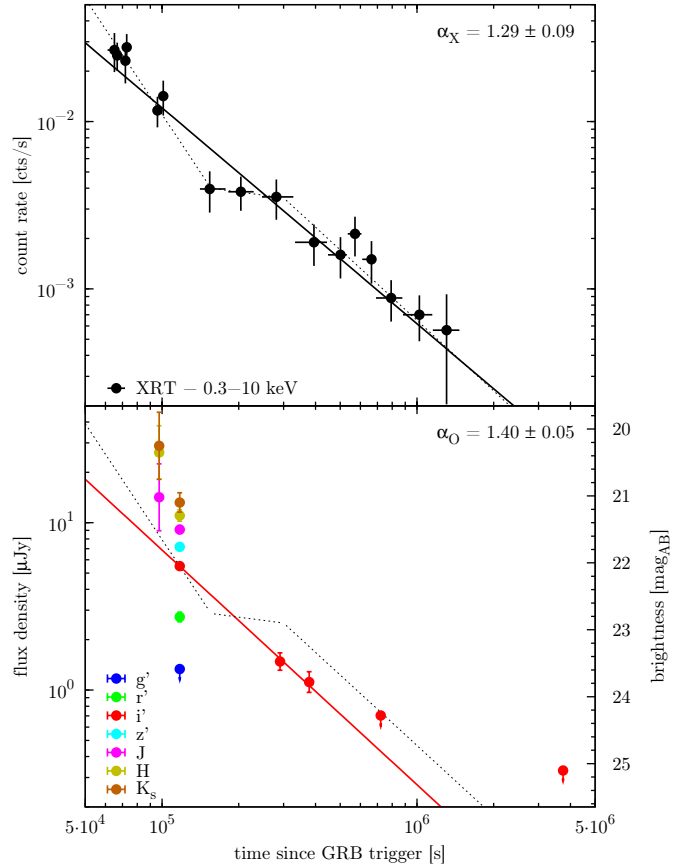 α_X = 1.29 ± 0.09
10^−2
10^−3
count rate [cts/s]
XRT − 0.3−10 keV
α_O = 1.40 ± 0.05
20
21
22
23
24
25
10^1
10^0
flux density [µJy]
brightness [mag_AB]
g'
r'
i'
z'
J
H
K_s
5·10^4 10^5 10^6 5·10^6
time since GRB trigger [s]